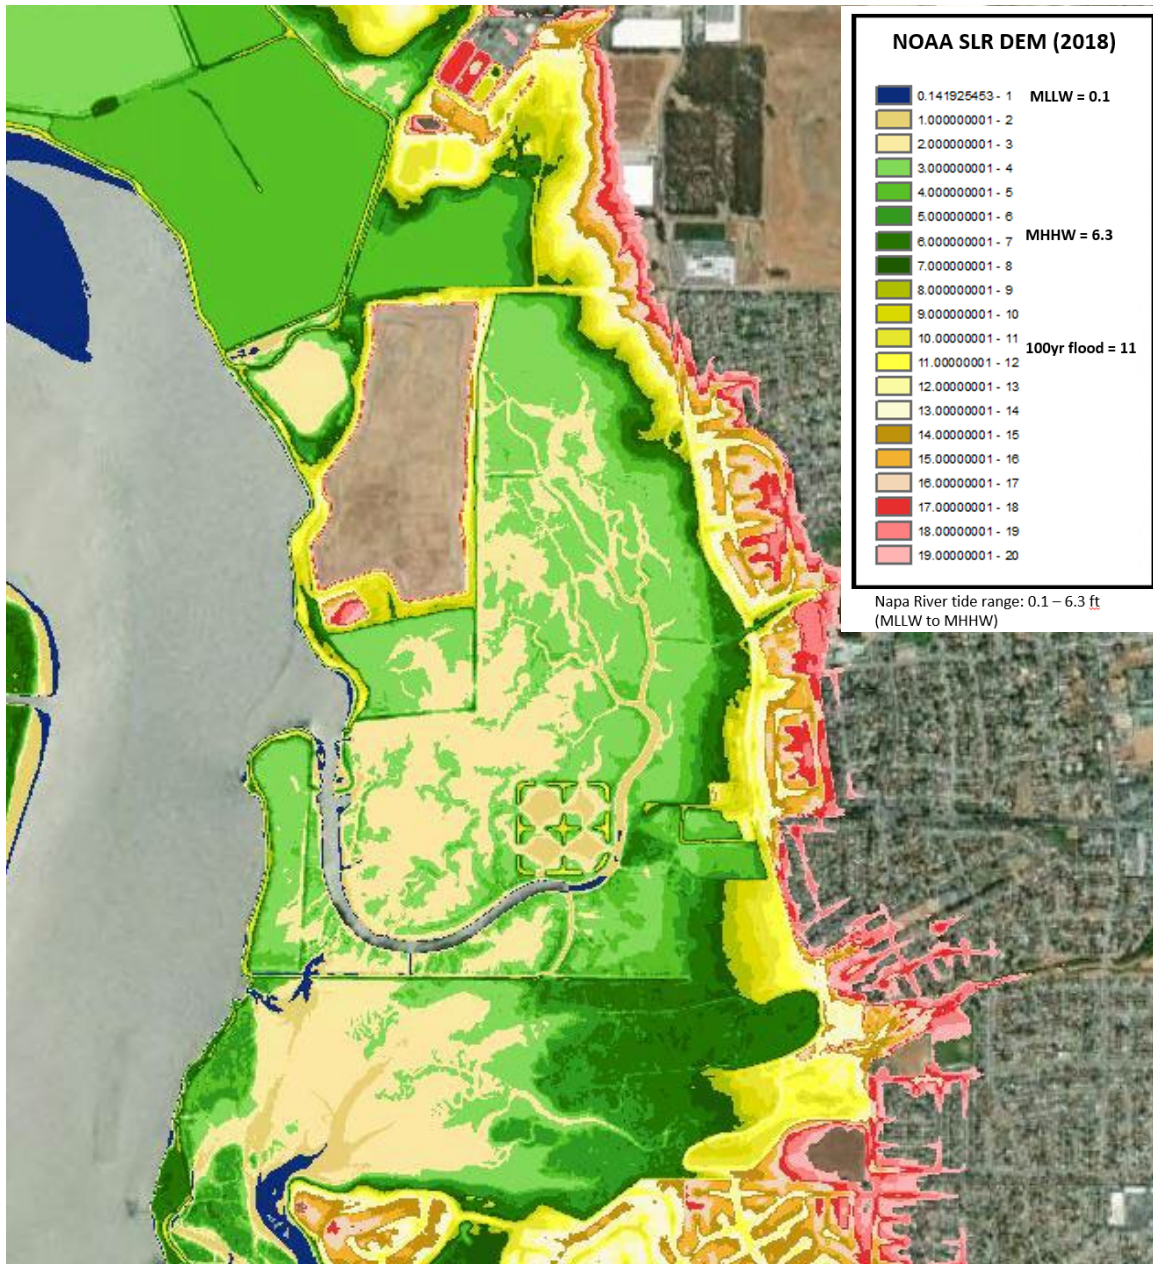 NOAA SLR DEM (2018)
0.141925453 - 1 MLLW = 0.1
1.000000001 - 2
2.000000001 - 3
3.000000001 - 4
4.000000001 - 5
5.000000001 - 6
6.000000001 - 7 MHHW = 6.3
7.000000001 - 8
8.000000001 - 9
9.000000001 - 10
10.00000001 - 11 100yr flood = 11
11.00000001 - 12
12.00000001 - 13
13.00000001 - 14
14.00000001 - 15
15.00000001 - 16
16.00000001 - 17
17.00000001 - 18
18.00000001 - 19
19.00000001 - 20
Napa River tide range: 0.1 – 6.3 ft
(MLLW to MHHW)